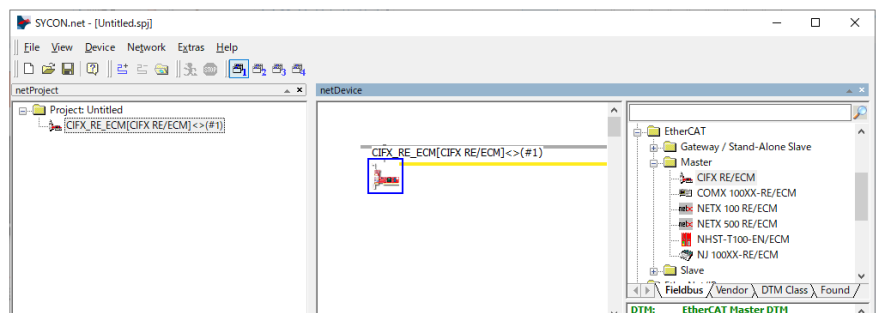 SYCON.net - [Untitled.spj]
File View Device Network Extras Help
netProject
netDevice
Project: Untitled
CIFX_RE_ECM[CIFX RE/ECM]<>(#1)
CIFX_RE_ECM[CIFX RE/ECM]<>(#1)
EtherCAT
Gateway / Stand-Alone Slave
Master
CIFX RE/ECM
COMX 100XX-RE/ECM
NETX 100 RE/ECM
NETX 500 RE/ECM
NHST-T100-EN/ECM
NJ 100XX-RE/ECM
Slave
Fieldbus Vendor DTM Class Found
DTM: EtherCAT Master DTM